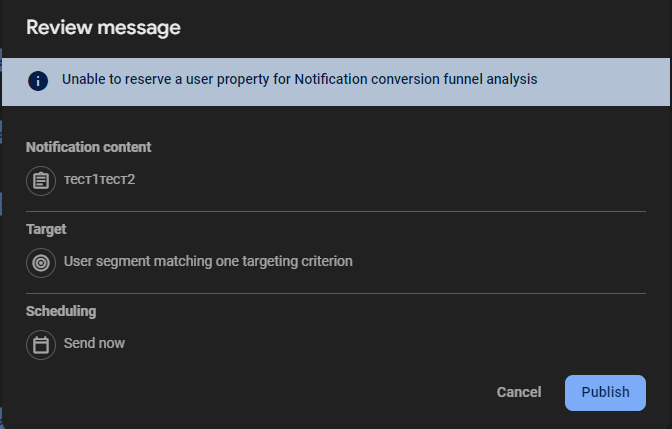 Review message
Unable to reserve a user property for Notification conversion funnel analysis
Notification content
тест1тест2
Target
User segment matching one targeting criterion
Scheduling
Send now
Cancel
Publish